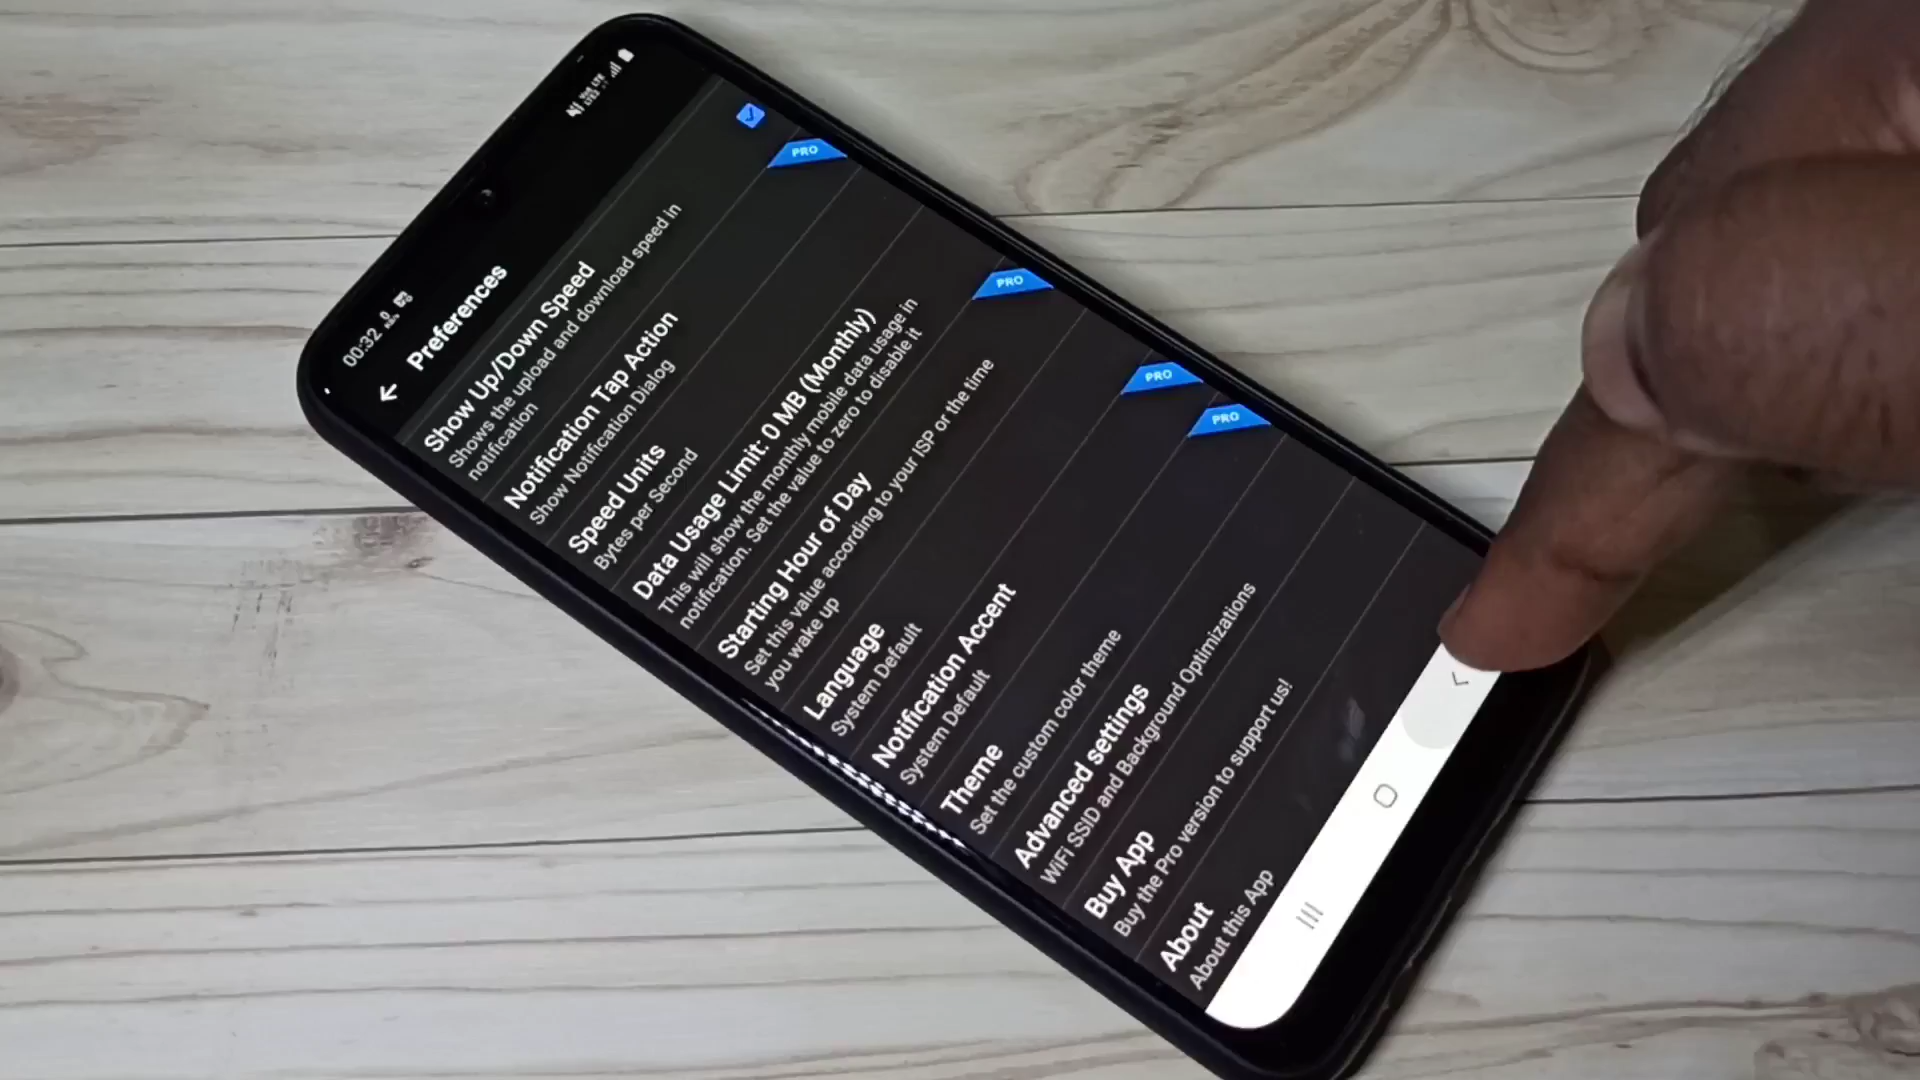 00:32
Preferences
Show Up/Down Speed
Shows the upload and download speed in
notification
PRO
Notification Tap Action
Show Notification Dialog
Speed Units
Bytes per Second
Data Usage Limit: 0 MB (Monthly)
This will show the monthly mobile data usage in
notification. Set the value to zero to disable it
PRO
Starting Hour of Day
Set this value according to your ISP or the time
you wake up
Language
System Default
PRO
Notification Accent
System Default
PRO
Theme
Set the custom color theme
Advanced settings
WiFi SSID and Background Optimizations
Buy App
Buy the Pro version to support us!
About
About this App